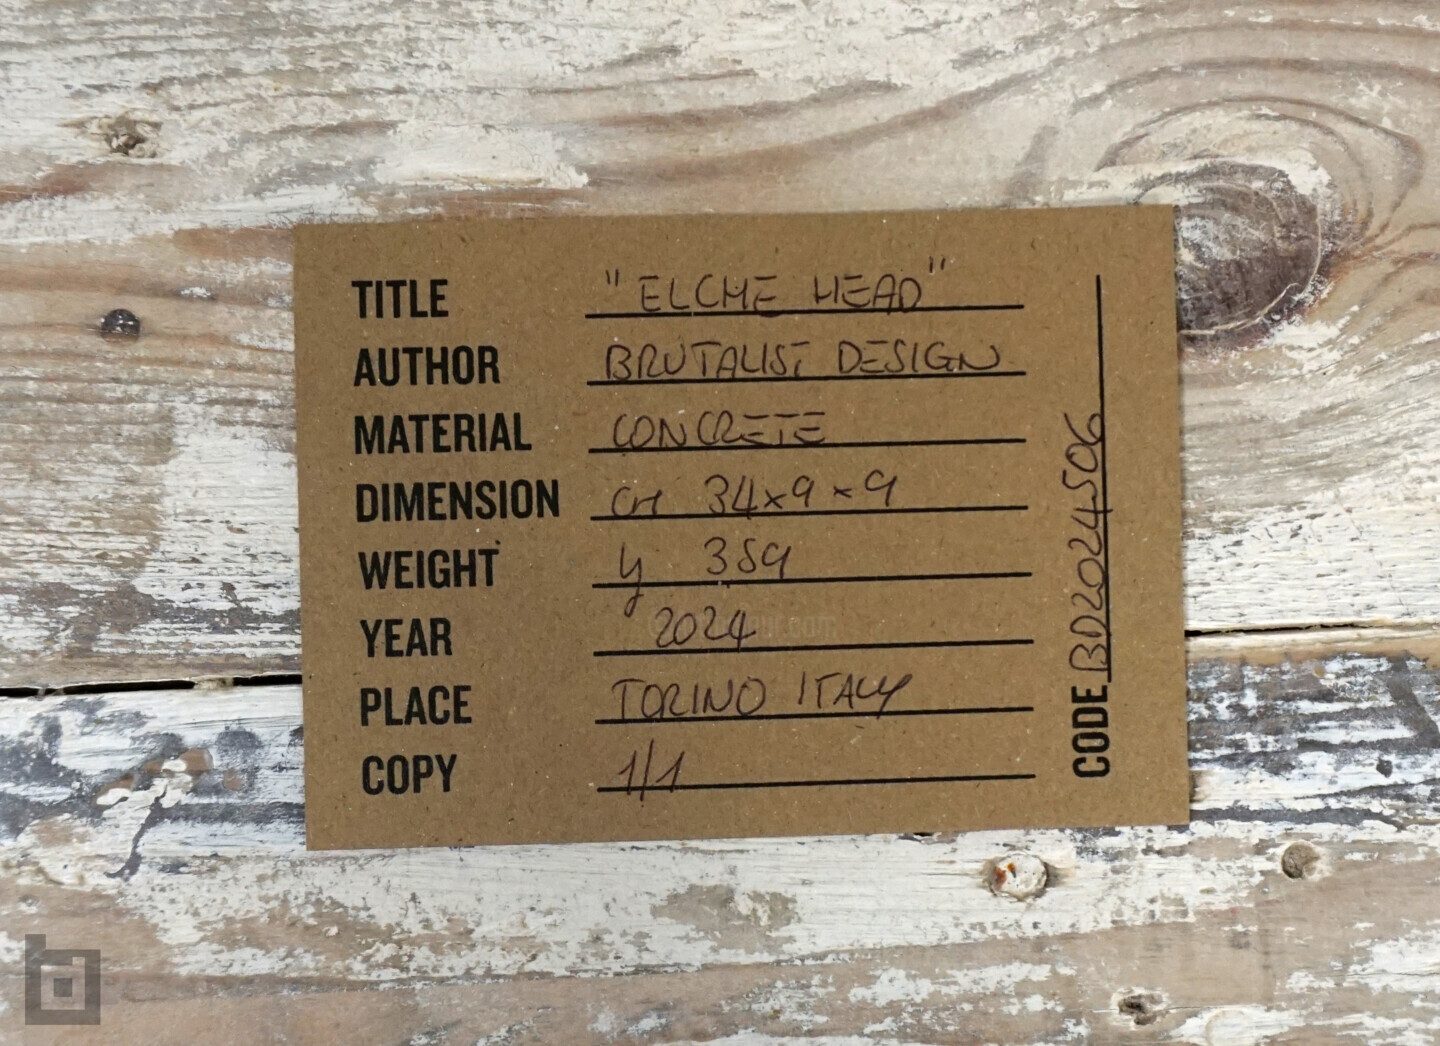 TITLE "ELCHE HEAD"
AUTHOR BRUTALIST DESIGN
MATERIAL CONCRETE
DIMENSION cm 34x9x9
WEIGHT
YEAR 2024
PLACE TORINO ITALY
COPY 1/1
CODE BD2024S06